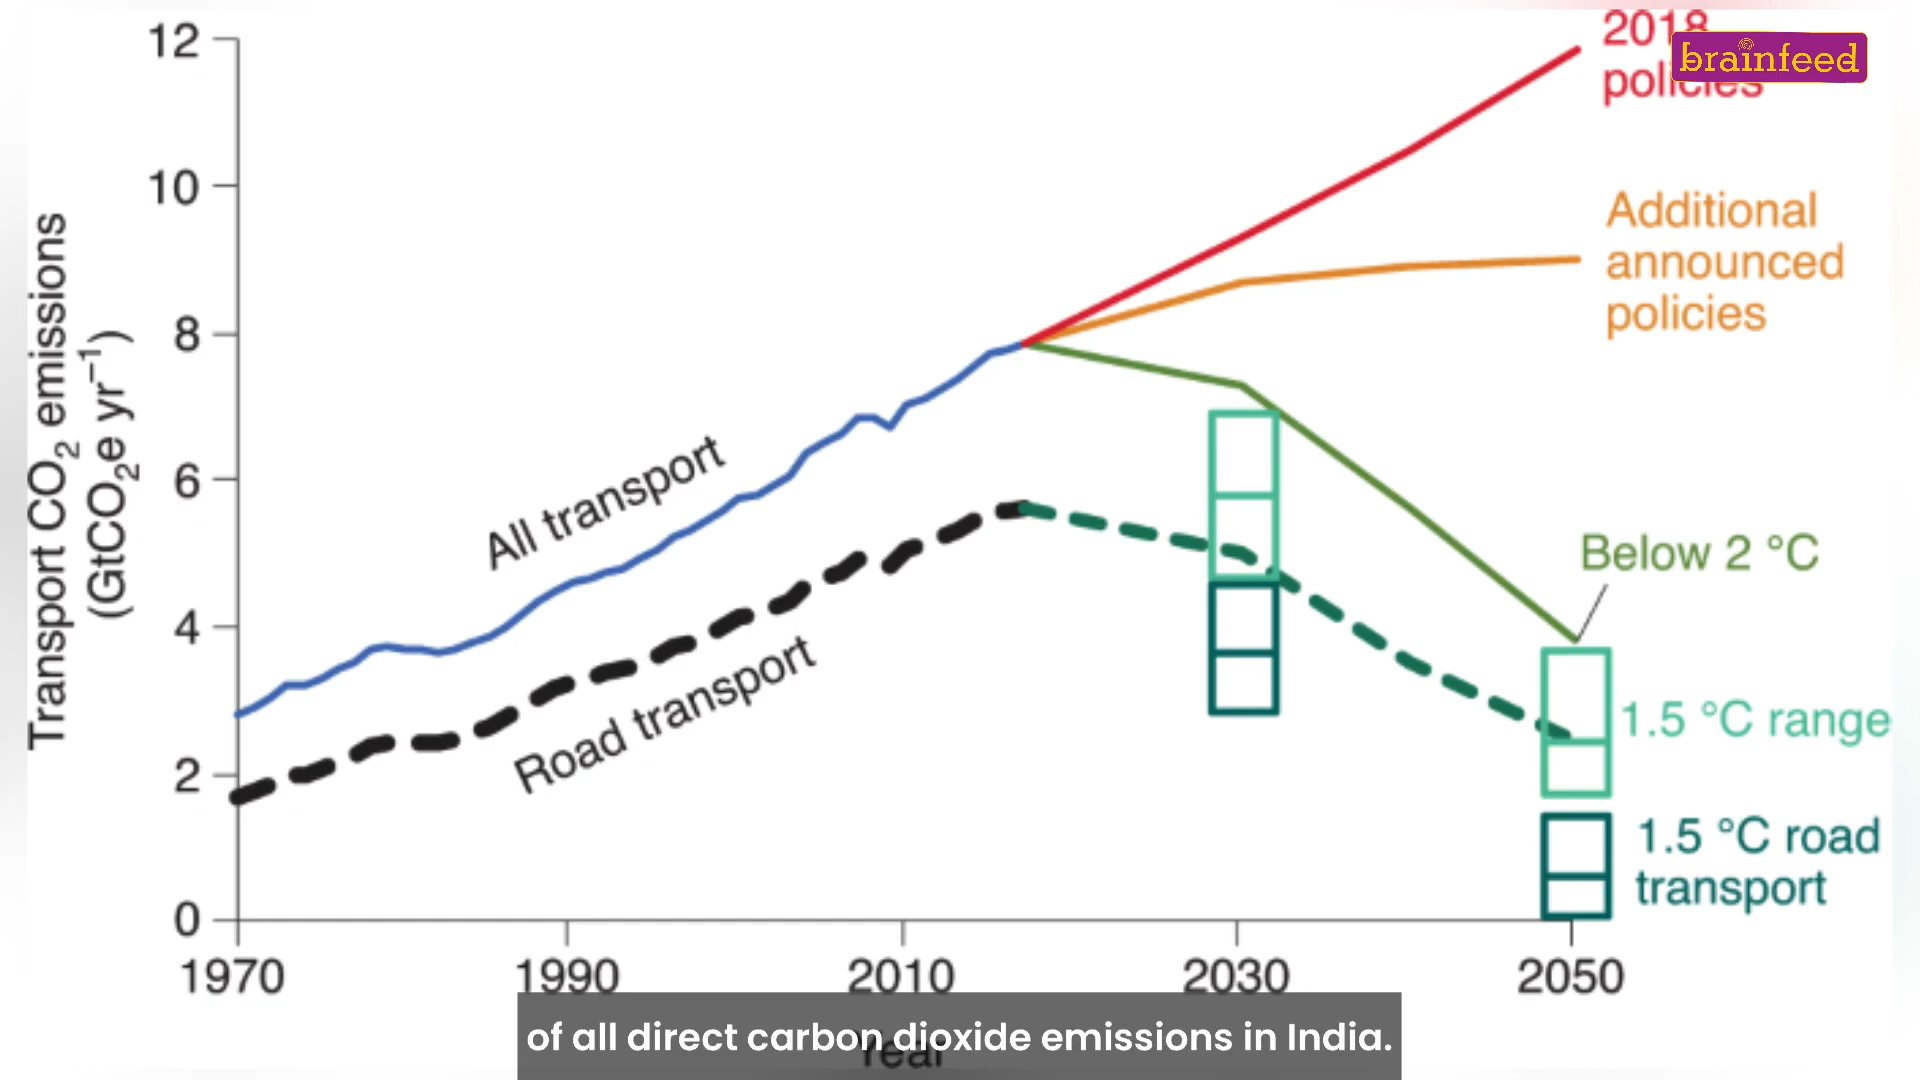 12
10
8
6
4
2
0
Transport CO₂ emissions
(GtCO₂e yr⁻¹)
2018
policies
brainfeed
Additional
announced
policies
All transport
Road transport
Below 2 °C
1.5 °C range
1.5 °C road
transport
1970 1990 2010 2030 2050
Year
of all direct carbon dioxide emissions in India.